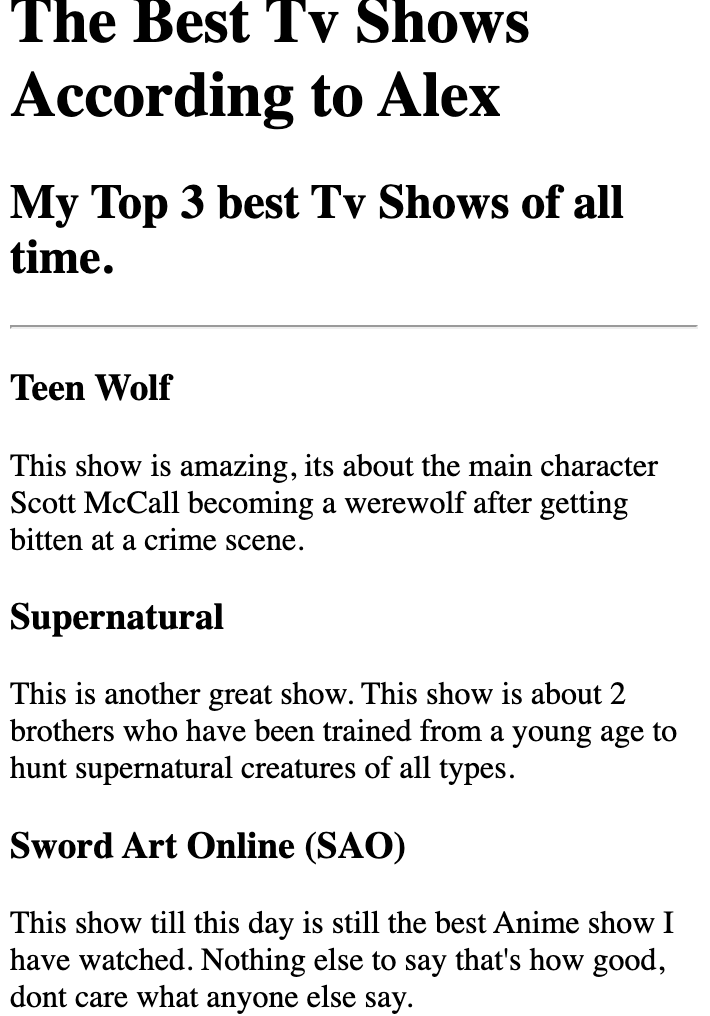 The Best Tv Shows
According to Alex
My Top 3 best Tv Shows of all
time.
Teen Wolf
This show is amazing, its about the main character
Scott McCall becoming a werewolf after getting
bitten at a crime scene.
Supernatural
This is another great show. This show is about 2
brothers who have been trained from a young age to
hunt supernatural creatures of all types.
Sword Art Online (SAO)
This show till this day is still the best Anime show I
have watched. Nothing else to say that's how good,
dont care what anyone else say.